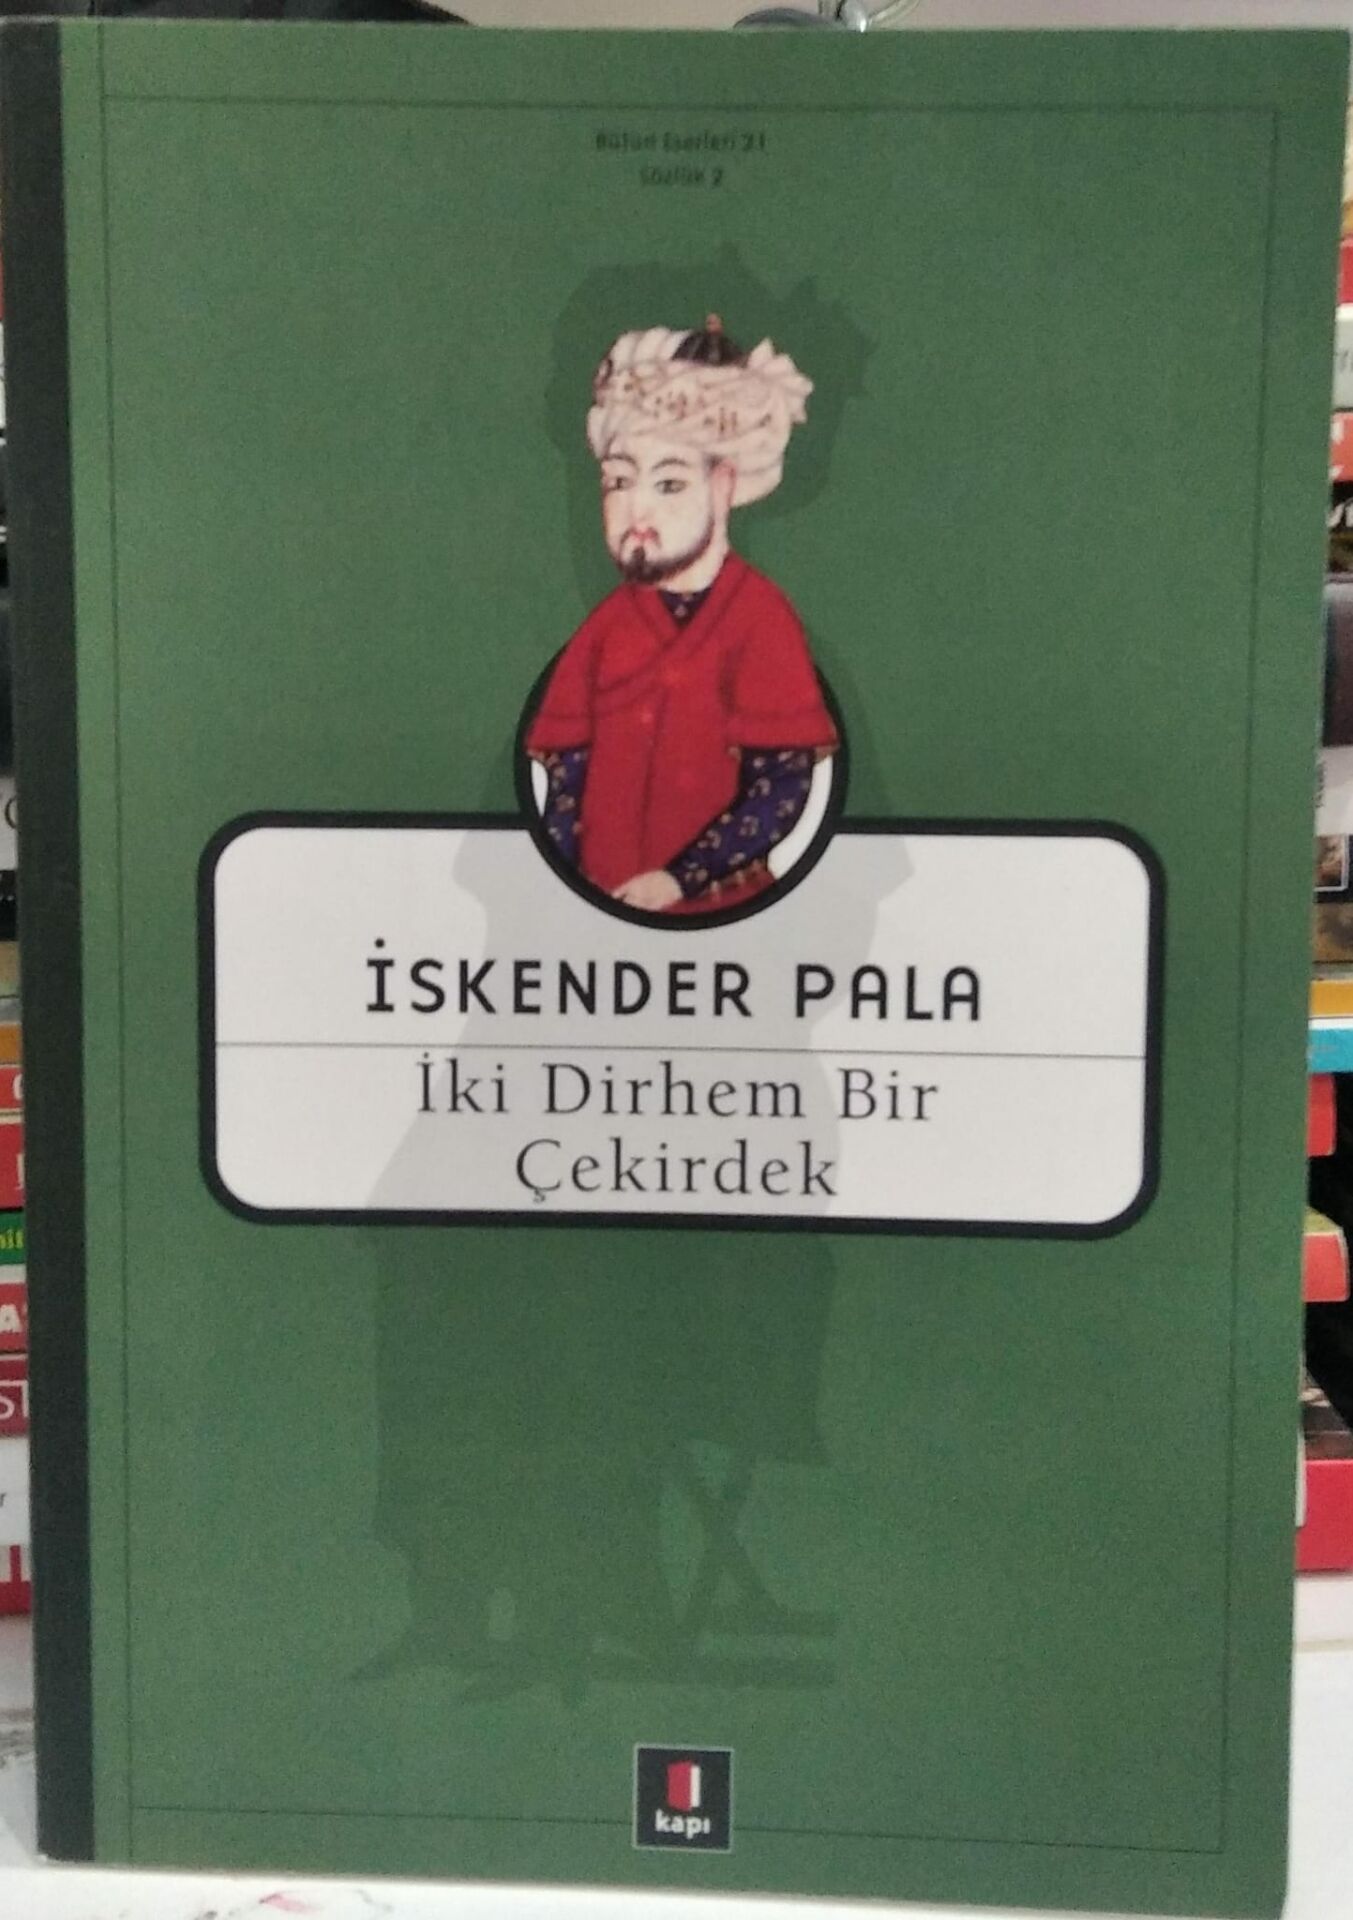 Bütün Eserleri 21
Sözlük 2
İSKENDER PALA
İki Dirhem Bir
Çekirdek
kapı